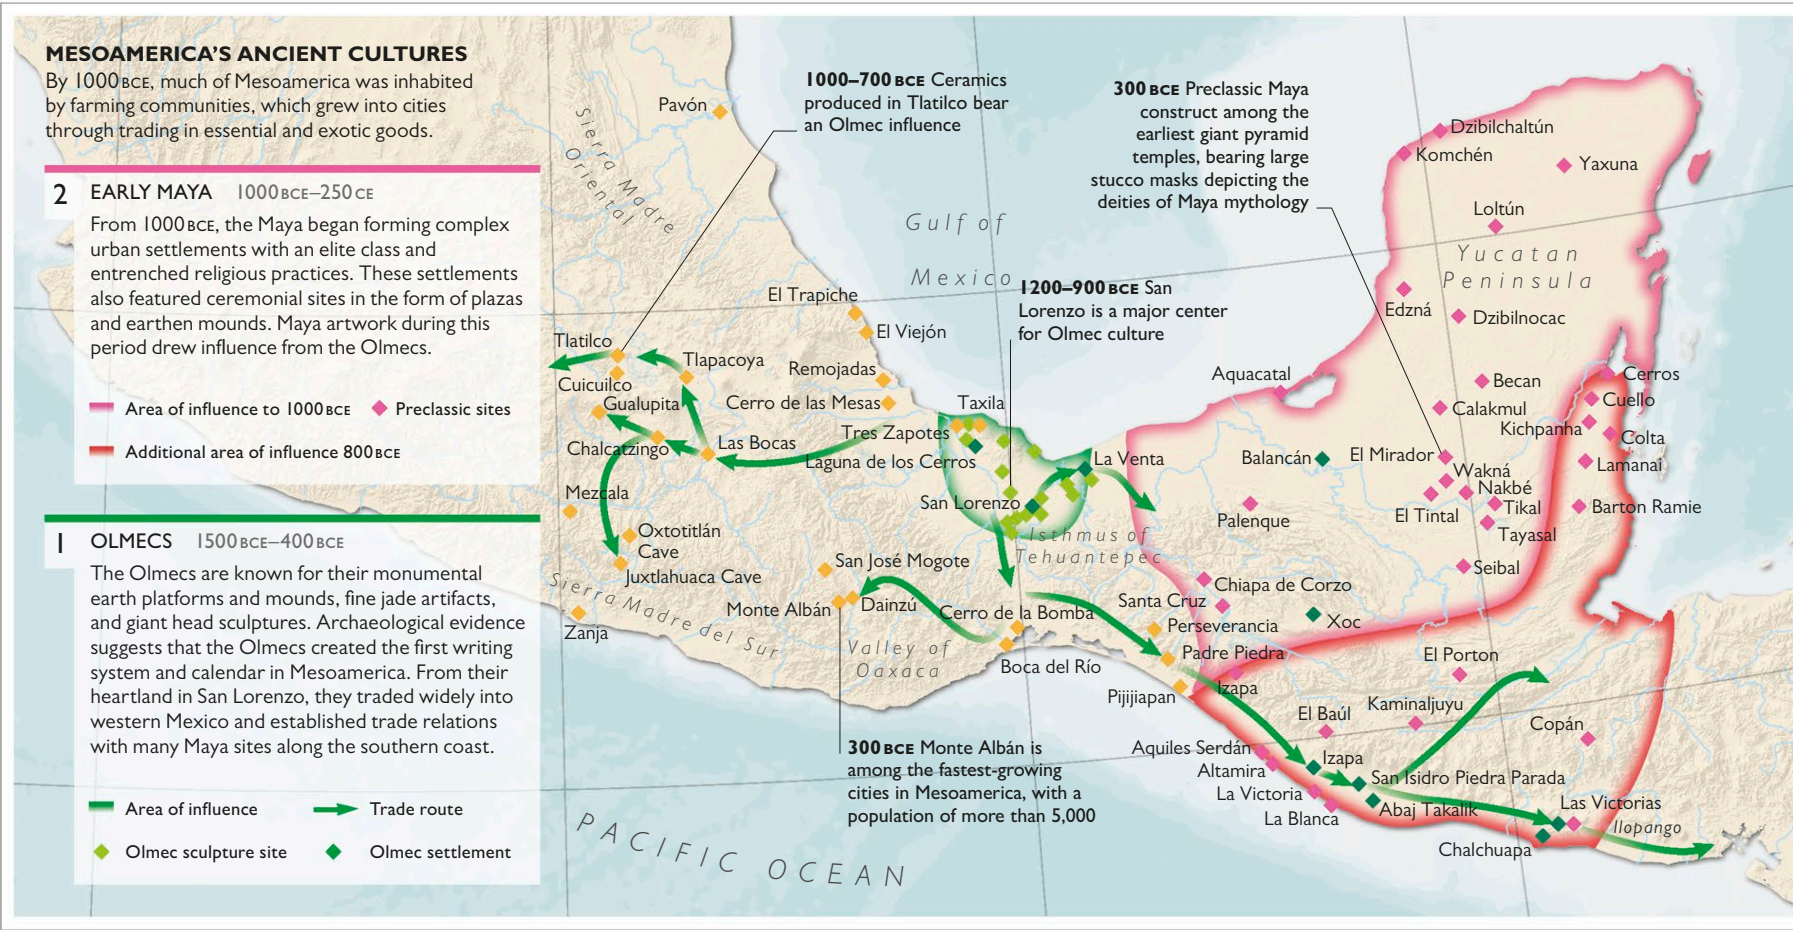 MESOAMERICA'S ANCIENT CULTURES
By 1000 BCE, much of Mesoamerica was inhabited
by farming communities, which grew into cities
through trading in essential and exotic goods.
2 EARLY MAYA 1000 BCE–250 CE
From 1000 BCE, the Maya began forming complex
urban settlements with an elite class and
entrenched religious practices. These settlements
also featured ceremonial sites in the form of plazas
and earthen mounds. Maya artwork during this
period drew influence from the Olmecs.
Area of influence to 1000 BCE
Preclassic sites
Additional area of influence 800 BCE
1 OLMECS 1500 BCE–400 BCE
The Olmecs are known for their monumental
earth platforms and mounds, fine jade artifacts,
and giant head sculptures. Archaeological evidence
suggests that the Olmecs created the first writing
system and calendar in Mesoamerica. From their
heartland in San Lorenzo, they traded widely into
western Mexico and established trade relations
with many Maya sites along the southern coast.
Area of influence
Trade route
Olmec sculpture site
Olmec settlement
1000–700 BCE Ceramics
produced in Tlatilco bear
an Olmec influence
300 BCE Preclassic Maya
construct among the
earliest giant pyramid
temples, bearing large
stucco masks depicting the
deities of Maya mythology
1200–900 BCE San
Lorenzo is a major center
for Olmec culture
300 BCE Monte Albán is
among the fastest-growing
cities in Mesoamerica, with a
population of more than 5,000
Pavón
Sierra Madre
Oriental
Gulf of
Mexico
El Trapiche
El Viejón
Tlatilco
Tlapacoya
Remojadas
Cuicuilco
Gualupita
Cerro de las Mesas
Taxila
Chalcatzingo
Las Bocas
Tres Zapotes
Laguna de los Cerros
La Venta
Mezcala
San Lorenzo
Oxtotitlán
Cave
Isthmus of
Tehuantepec
Juxtlahuaca Cave
San José Mogote
Sierra Madre del Sur
Monte Albán
Dainzú
Cerro de la Bomba
Zanja
Valley of
Oaxaca
Boca del Río
PACIFIC OCEAN
Dzibilchaltún
Komchén
Yaxuna
Loltún
Yucatan
Peninsula
Edzná
Dzibilnocac
Aquacatal
Becan
Cerros
Calakmul
Cuello
Kichpanha
Colta
Balancán
El Mirador
Wakná
Lamanai
Nakbé
Palenque
El Tintal
Tikal
Barton Ramie
Tayasal
Seibal
Chiapa de Corzo
Santa Cruz
Xoc
Perseverancia
Padre Piedra
El Porton
Izapa
Pijijiapan
Kaminaljuyu
El Baúl
Copán
Aquiles Serdán
Izapa
Altamira
San Isidro Piedra Parada
La Victoria
Abaj Takalik
Las Victorias
La Blanca
Ilopango
Chalchuapa